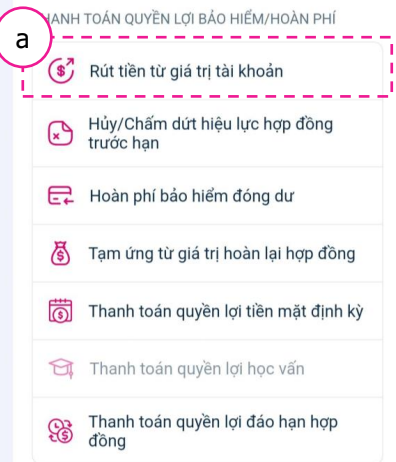 HANH TOÁN QUYỀN LỢI BẢO HIỂM/HOÀN PHÍ
a
Rút tiền từ giá trị tài khoản
Hủy/Chấm dứt hiệu lực hợp đồng
trước hạn
Hoàn phí bảo hiểm đóng dư
Tạm ứng từ giá trị hoàn lại hợp đồng
Thanh toán quyền lợi tiền mặt định kỳ
Thanh toán quyền lợi học vấn
Thanh toán quyền lợi đáo hạn hợp
đồng